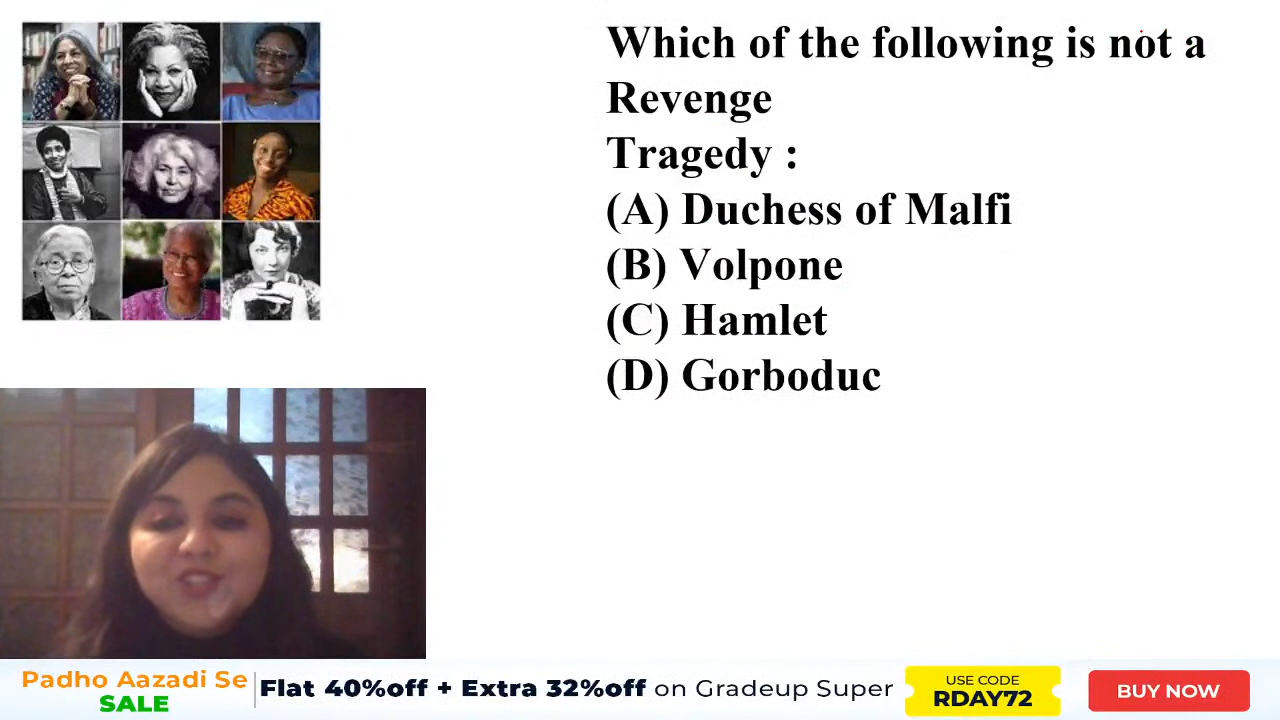 Which of the following is not a
Revenge
Tragedy :
(A) Duchess of Malfi
(B) Volpone
(C) Hamlet
(D) Gorboduc
Padho Aazadi Se
SALE
Flat 40%off + Extra 32%off on Gradeup Super
USE CODE
RDAY72
BUY NOW